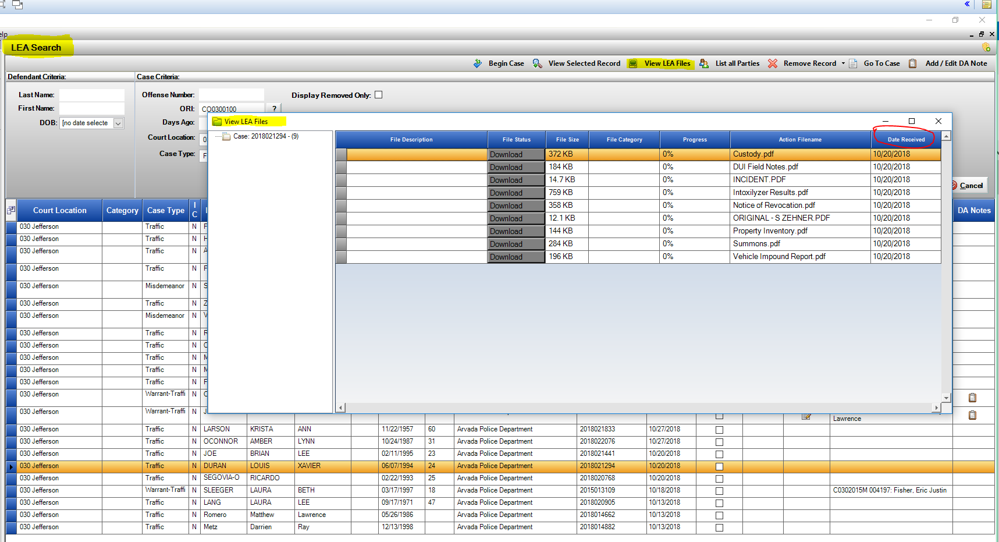 elp
LEA Search
Begin Case View Selected Record View LEA Files List all Parties Remove Record Go To Case Add / Edit DA Note
Defendant Criteria: Case Criteria:
Last Name: Offense Number: Display Removed Only:
First Name: ORI: CO0300100 ?
DOB: [no date selecte Days Ago:
Court Location: 0
Case Type: F
Cancel
View LEA Files
Case: 2018021294 - (9)
File Description File Status File Size File Category Progress Action Filename Date Received
Download 372 KB 0% Custody.pdf 10/20/2018
Download 184 KB 0% DUI Field Notes.pdf 10/20/2018
Download 14.7 KB 0% INCIDENT.PDF 10/20/2018
Download 759 KB 0% Intoxilyzer Results.pdf 10/20/2018
Download 358 KB 0% Notice of Revocation.pdf 10/20/2018
Download 12.1 KB 0% ORIGINAL - S ZEHNER.PDF 10/20/2018
Download 144 KB 0% Property Inventory.pdf 10/20/2018
Download 284 KB 0% Summons.pdf 10/20/2018
Download 196 KB 0% Vehicle Impound Report.pdf 10/20/2018
Court Location Category Case Type I C DA Notes
030 Jefferson Traffic N F
030 Jefferson Traffic N H
030 Jefferson Traffic N A
030 Jefferson Traffic N F
030 Jefferson Misdemeanor N S
030 Jefferson Traffic N Z
030 Jefferson Misdemeanor N V
030 Jefferson Traffic N R
030 Jefferson Traffic N C
030 Jefferson Traffic N M
030 Jefferson Traffic N M
030 Jefferson Traffic N F
030 Jefferson Warrant-Traffi N C
030 Jefferson Warrant-Traffi N J
Lawrence
030 Jefferson Traffic N LARSON KRISTA ANN 11/22/1957 60 Arvada Police Department 2018021833 10/27/2018
030 Jefferson Traffic N OCONNOR AMBER LYNN 10/24/1987 31 Arvada Police Department 2018022076 10/27/2018
030 Jefferson Traffic N JOE BRIAN LEE 02/11/1995 23 Arvada Police Department 2018021441 10/20/2018
030 Jefferson Traffic N DURAN LOUIS XAVIER 06/07/1994 24 Arvada Police Department 2018021294 10/20/2018
030 Jefferson Traffic N SEGOVIA-O RICARDO 02/22/1993 25 Arvada Police Department 2018020768 10/20/2018
030 Jefferson Warrant-Traffi N SLEEGER LAURA BETH 03/17/1997 18 Arvada Police Department 2015013109 10/18/2018 C0302015M 004197: Fisher, Eric Justin
030 Jefferson Traffic N LANG LAURA LEE 09/17/1971 47 Arvada Police Department 2018020905 10/13/2018
030 Jefferson Traffic N Romero Matthew Lawrence 05/26/1986 Arvada Police Department 2018014662 10/13/2018
030 Jefferson Traffic N Metz Darrien Ray 12/13/1998 Arvada Police Department 2018014882 10/13/2018